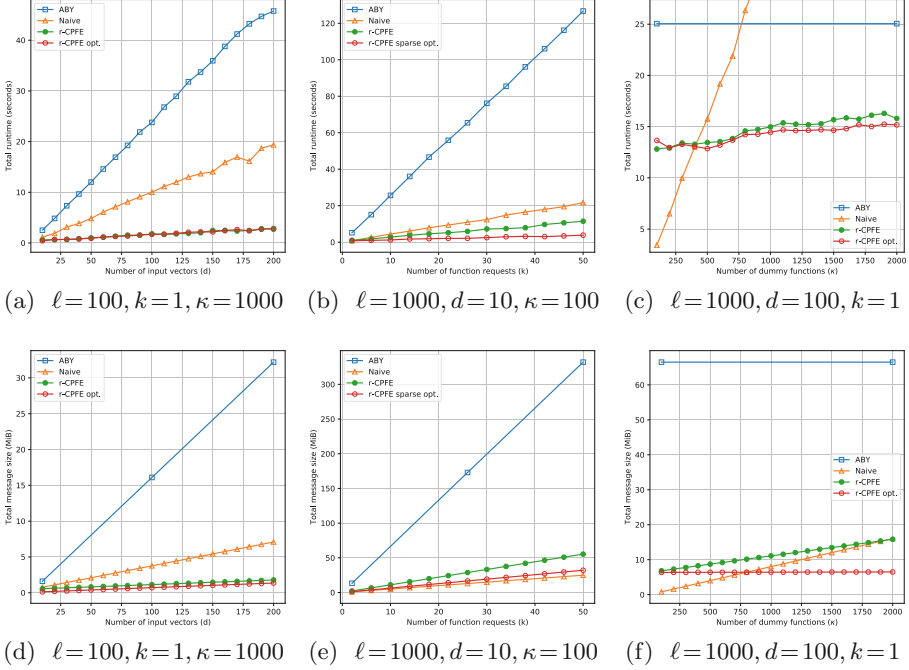 ABY
Naive
r-CPFE
r-CPFE opt.
Total runtime (seconds)
0
10
20
30
40
25
50
75
100
125
150
175
200
Number of input vectors (d)
(a) ℓ=100, k=1, κ=1000
ABY
Naive
r-CPFE
r-CPFE sparse opt.
Total runtime (seconds)
0
20
40
60
80
100
120
0
10
20
30
40
50
Number of function requests (k)
(b) ℓ=1000, d=10, κ=100
ABY
Naive
r-CPFE
r-CPFE opt.
Total runtime (seconds)
5
10
15
20
25
250
500
750
1000
1250
1500
1750
2000
Number of dummy functions (κ)
(c) ℓ=1000, d=100, k=1
ABY
Naive
r-CPFE
r-CPFE opt.
Total message size (MiB)
0
5
10
15
20
25
30
25
50
75
100
125
150
175
200
Number of input vectors (d)
(d) ℓ=100, k=1, κ=1000
ABY
Naive
r-CPFE
r-CPFE sparse opt.
Total message size (MiB)
0
50
100
150
200
250
300
0
10
20
30
40
50
Number of function requests (k)
(e) ℓ=1000, d=10, κ=100
ABY
Naive
r-CPFE
r-CPFE opt.
Total message size (MiB)
0
10
20
30
40
50
60
250
500
750
1000
1250
1500
1750
2000
Number of dummy functions (κ)
(f) ℓ=1000, d=100, k=1